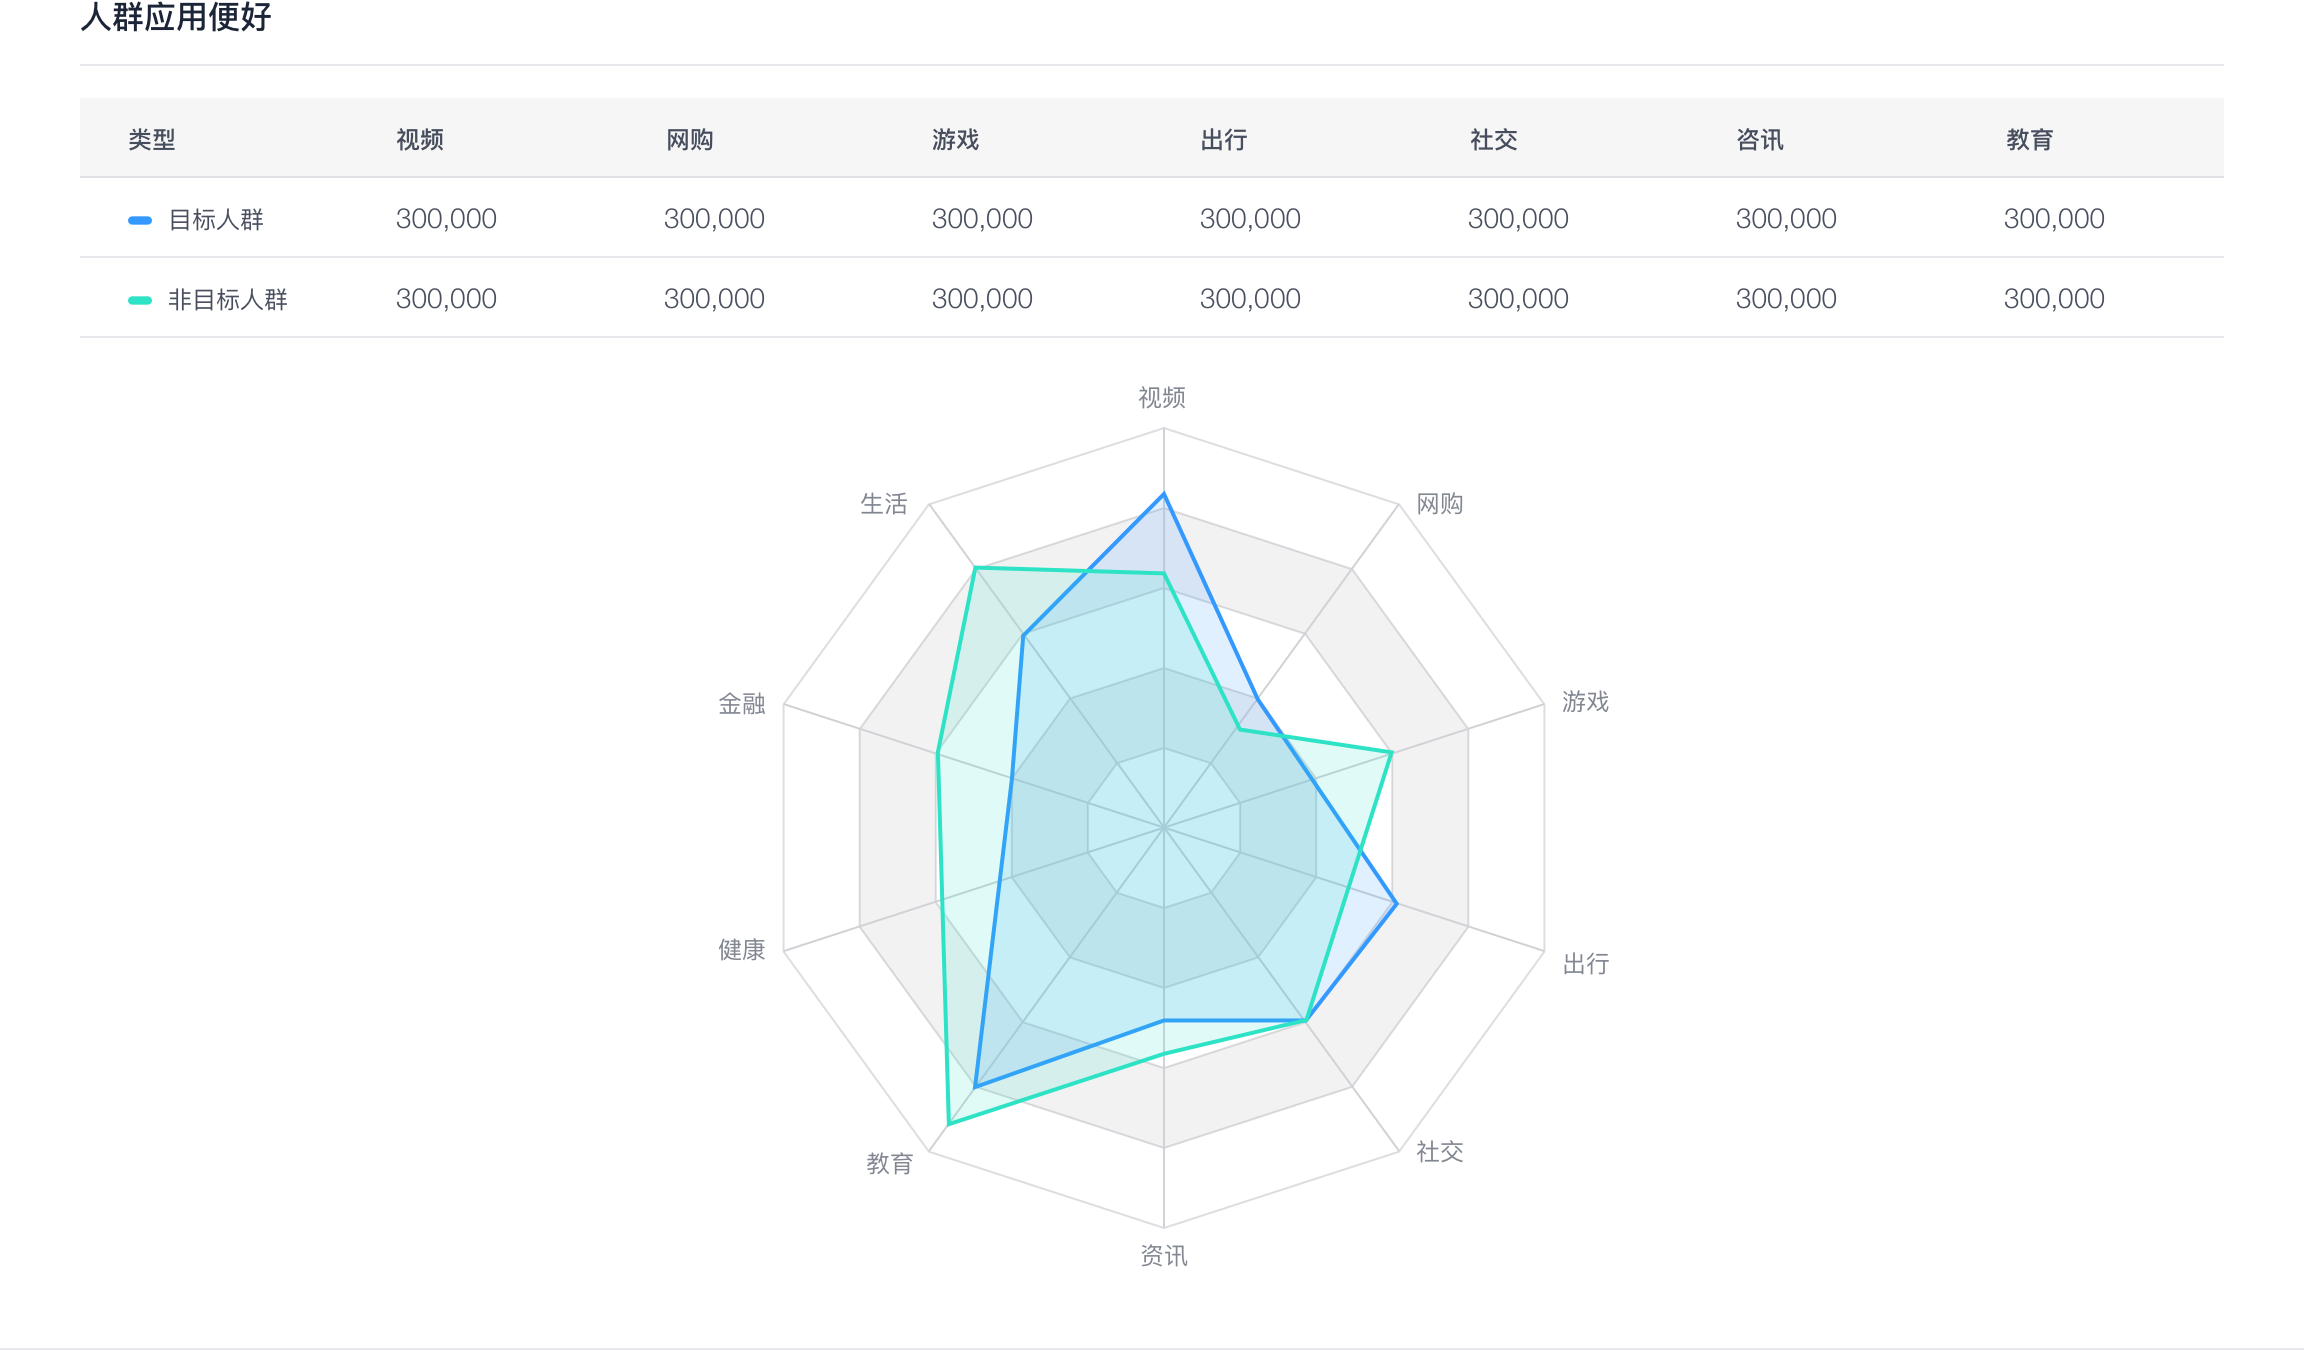 人群应用便好
类型 视频 网购 游戏 出行 社交 咨讯 教育
目标人群 300,000 300,000 300,000 300,000 300,000 300,000 300,000
非目标人群 300,000 300,000 300,000 300,000 300,000 300,000 300,000
视频
生活 网购
金融 游戏
健康 出行
教育 社交
资讯